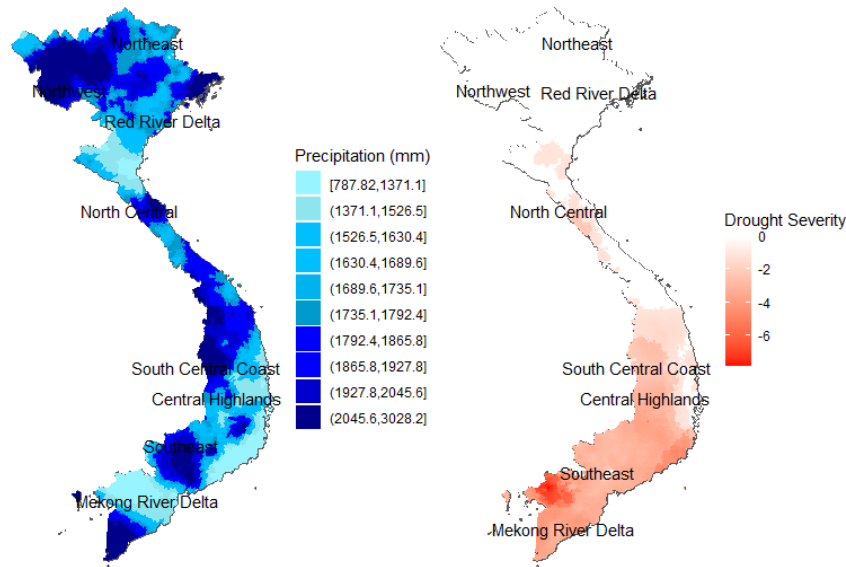 Northeast
Northwest
Red River Delta
North Central
South Central Coast
Central Highlands
Southeast
Mekong River Delta
Precipitation (mm)
[787.82,1371.1]
(1371.1,1526.5]
(1526.5,1630.4]
(1630.4,1689.6]
(1689.6,1735.1]
(1735.1,1792.4]
(1792.4,1865.8]
(1865.8,1927.8]
(1927.8,2045.6]
(2045.6,3028.2]
Northeast
Northwest
Red River Delta
North Central
South Central Coast
Central Highlands
Southeast
Mekong River Delta
Drought Severity
0
-2
-4
-6